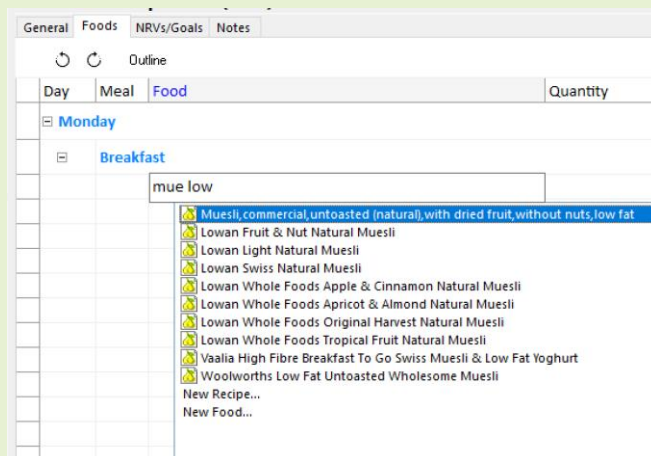 General Foods NRVs/Goals Notes
Outline
Day Meal Food Quantity
Monday
Breakfast
mue low
Muesli,commercial,untoasted (natural),with dried fruit,without nuts,low fat
Lowan Fruit & Nut Natural Muesli
Lowan Light Natural Muesli
Lowan Swiss Natural Muesli
Lowan Whole Foods Apple & Cinnamon Natural Muesli
Lowan Whole Foods Apricot & Almond Natural Muesli
Lowan Whole Foods Original Harvest Natural Muesli
Lowan Whole Foods Tropical Fruit Natural Muesli
Vaalia High Fibre Breakfast To Go Swiss Muesli & Low Fat Yoghurt
Woolworths Low Fat Untoasted Wholesome Muesli
New Recipe...
New Food...